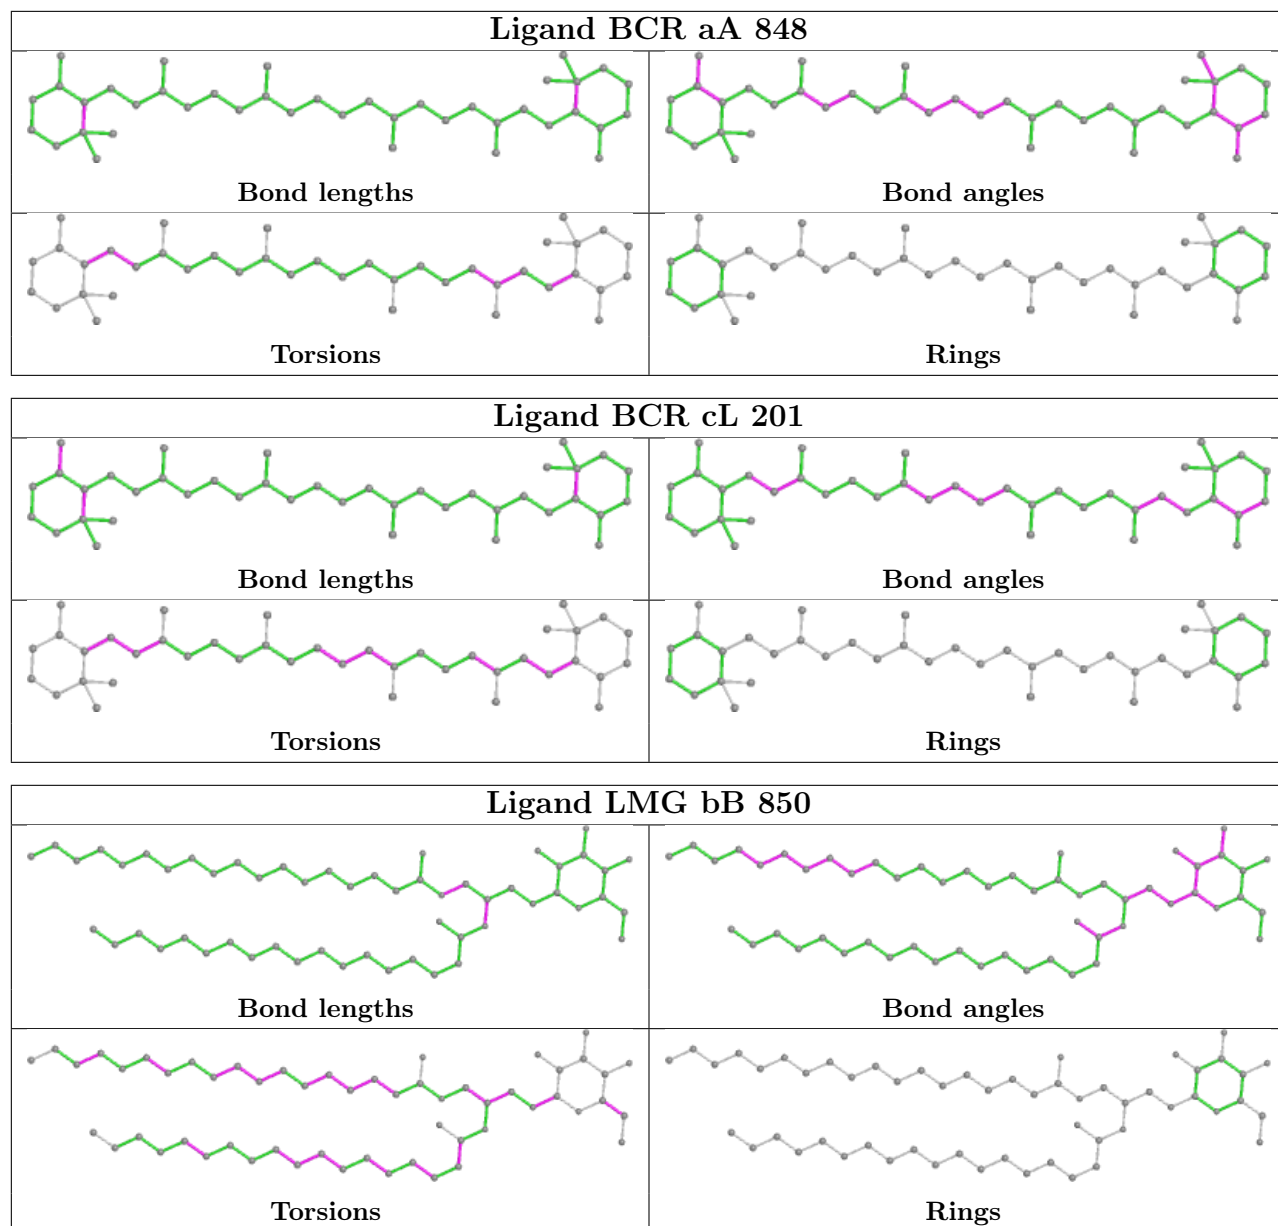 Ligand BCR aA 848
Bond lengths
Bond angles
Torsions
Rings
Ligand BCR cL 201
Bond lengths
Bond angles
Torsions
Rings
Ligand LMG bB 850
Bond lengths
Bond angles
Torsions
Rings